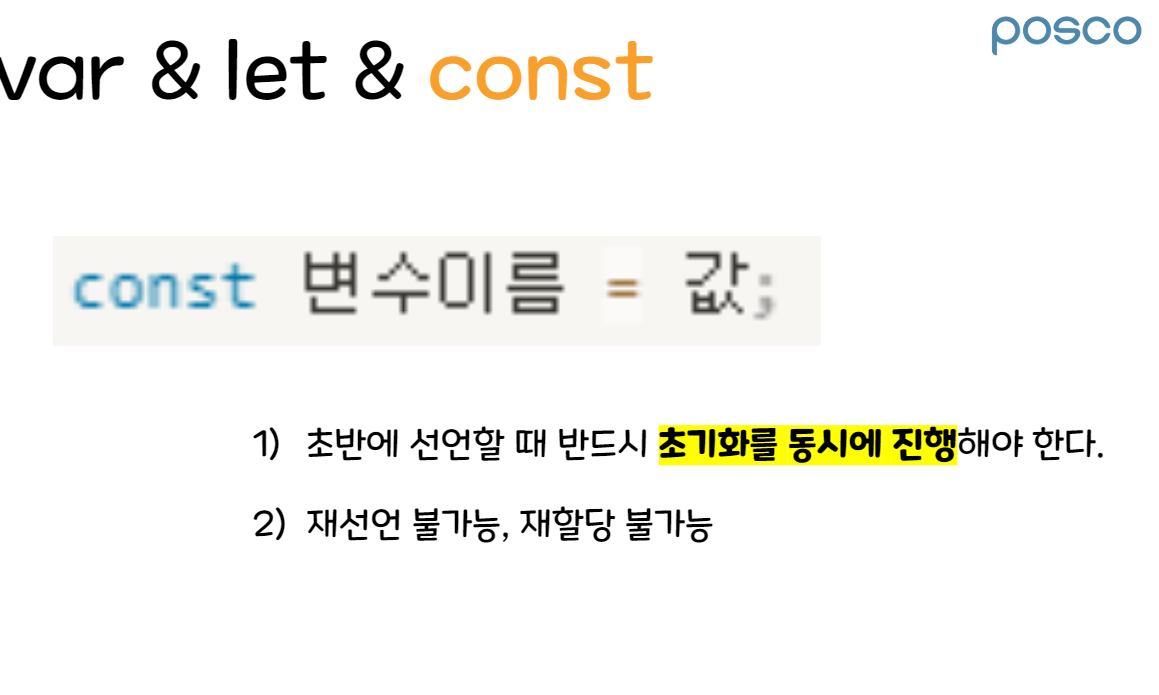 posco
var & let & const
const 변수이름 = 값;
1) 초반에 선언할 때 반드시 초기화를 동시에 진행해야 한다.
2) 재선언 불가능, 재할당 불가능